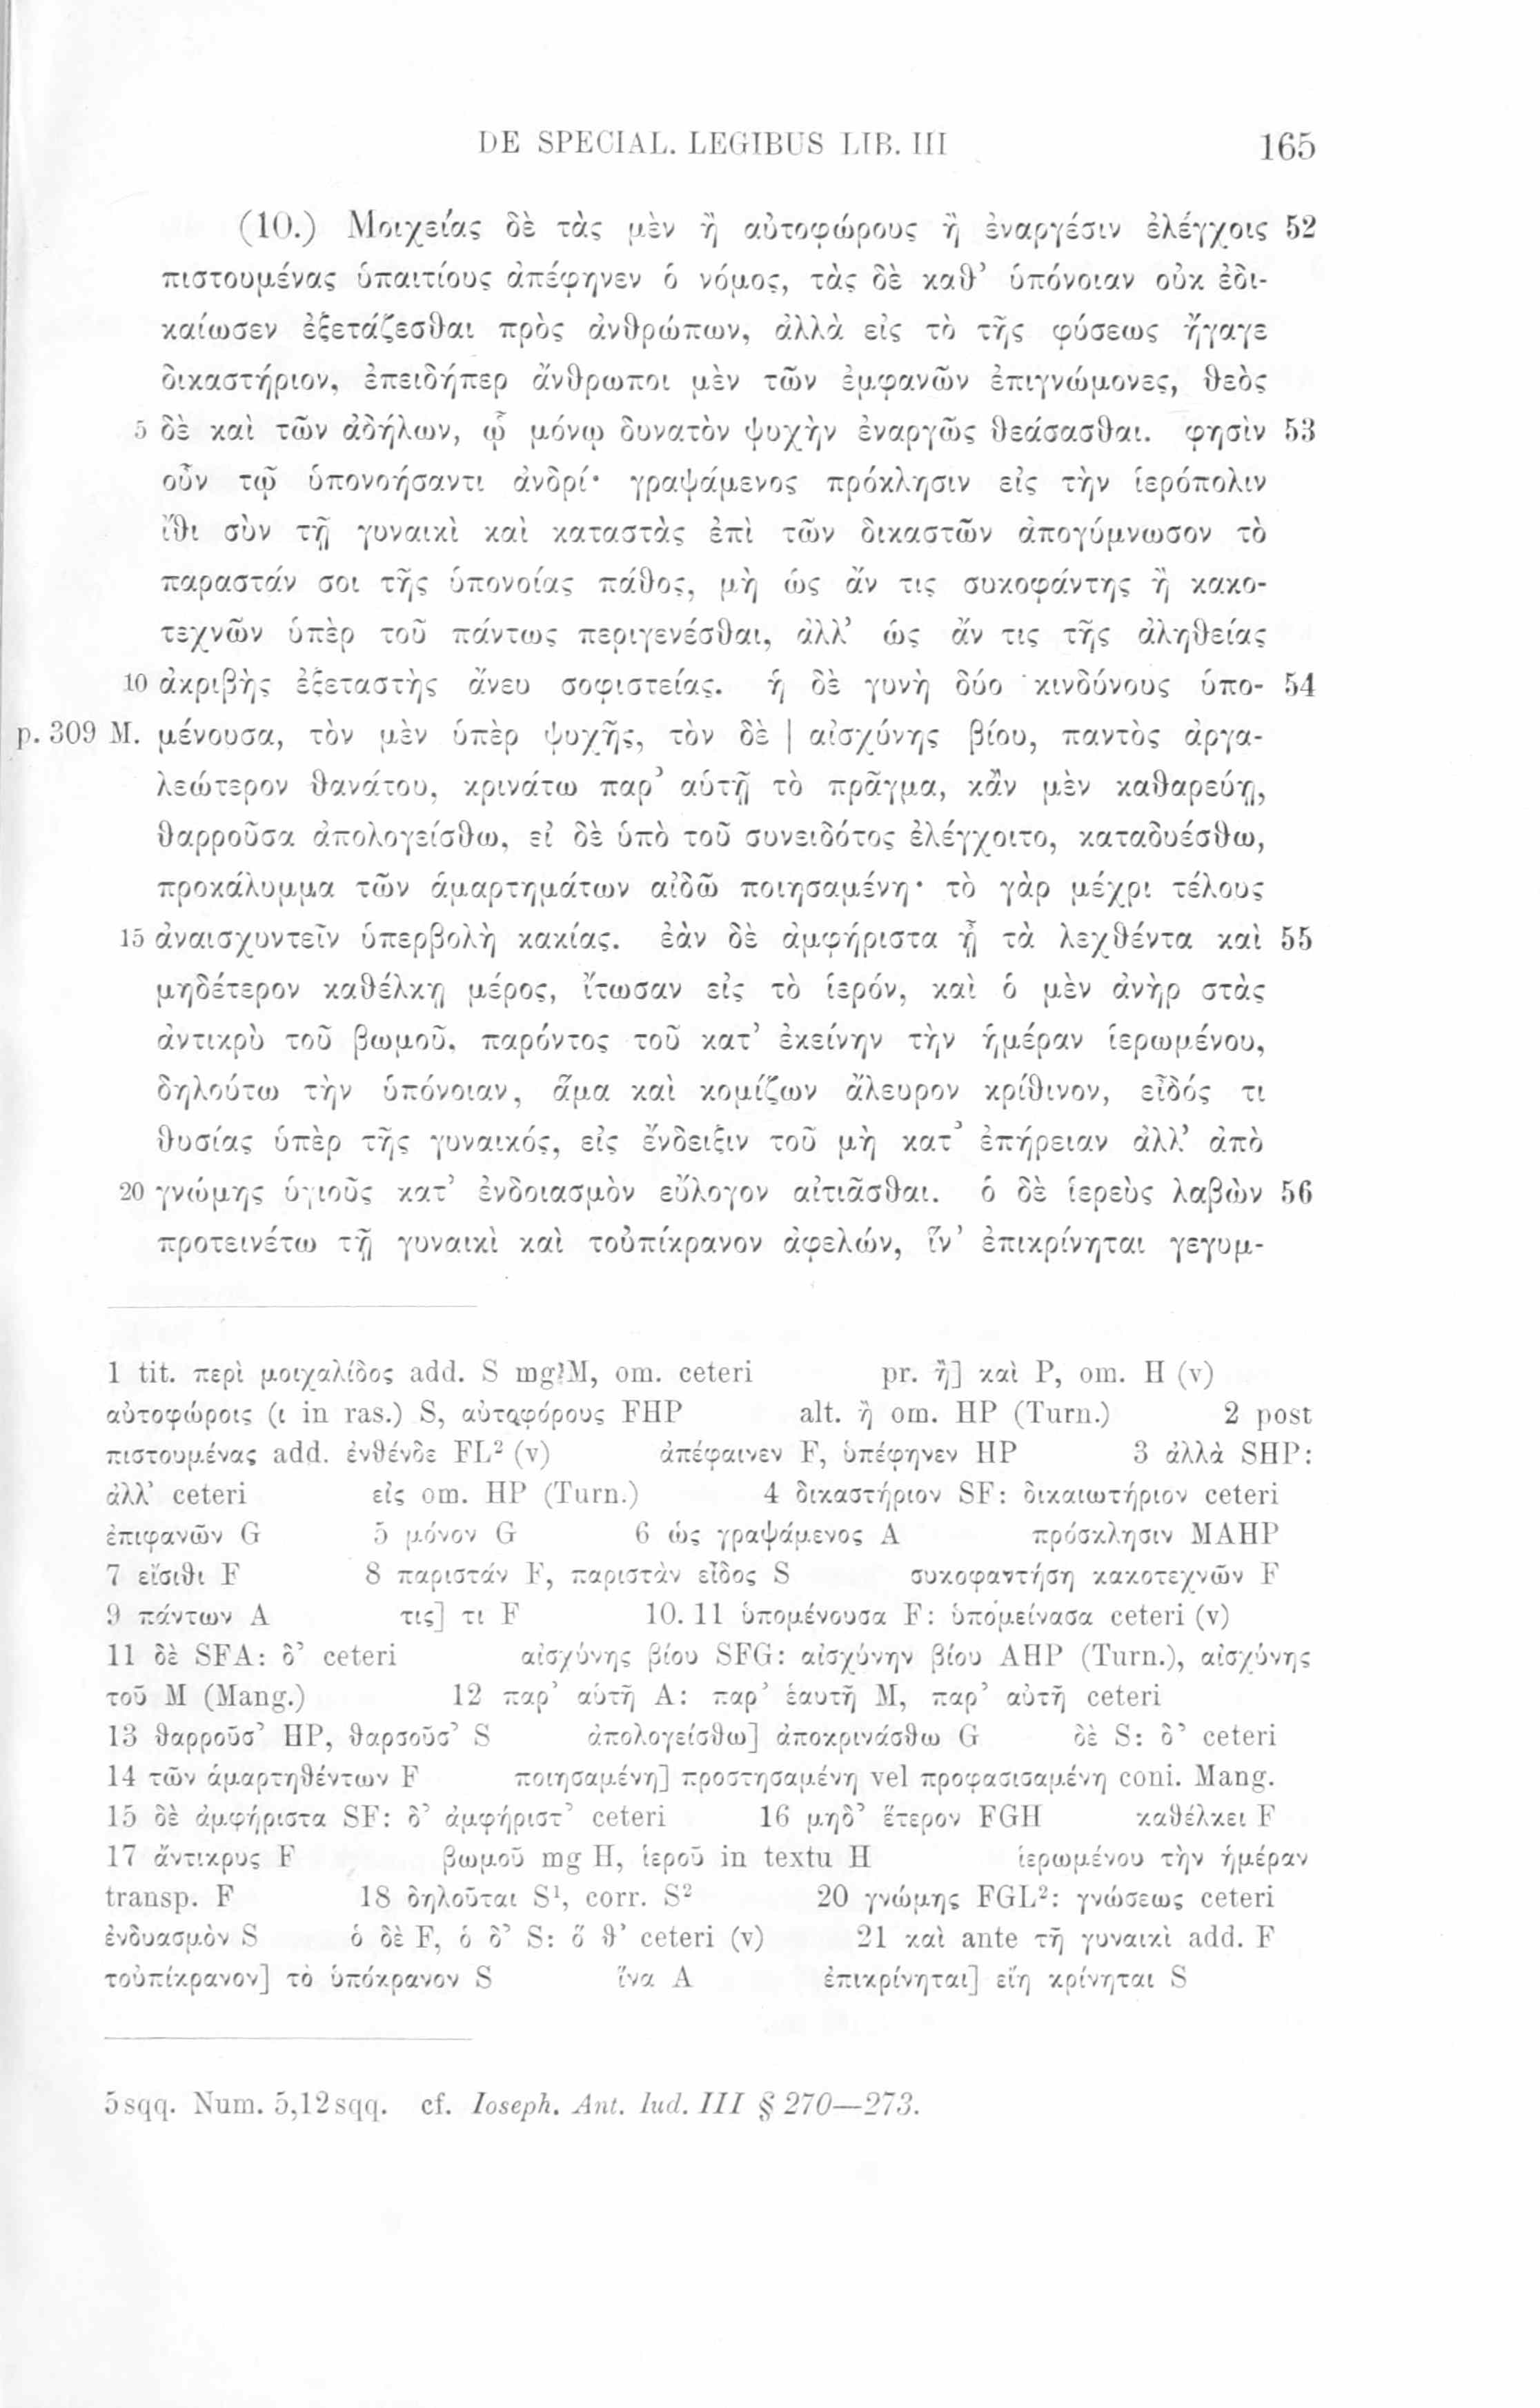 DE SPECIAL. LEGIBUS LIB. III 165
(10.) Μοιχείας δὲ τὰς μὲν ἢ αὐτοφώρους ἢ ἐναργέσιν ἐλέγχοις 52
πιστουμένας ὑπαιτίους ἀπέφηνεν ὁ νόμος, τὰς δὲ καθ’ ὑπόνοιαν οὐκ ἐδι-
καίωσεν ἐξετάζεσθαι πρὸς ἀνθρώπων, ἀλλὰ εἰς τὸ τῆς φύσεως ἤγαγε
δικαστήριον, ἐπειδήπερ ἄνθρωποι μὲν τῶν ἐμφανῶν ἐπιγνώμονες, θεὸς
5 δὲ καὶ τῶν ἀδήλων, ᾧ μόνῳ δυνατὸν ψυχὴν ἐναργῶς θεάσασθαι. φησὶν 53
οὖν τῷ ὑπονοήσαντι ἀνδρί· γραψάμενος πρόκλησιν εἰς τὴν ἱερόπολιν
ἴθι σὺν τῇ γυναικὶ καὶ καταστὰς ἐπὶ τῶν δικαστῶν ἀπογύμνωσον τὸ
παραστάν σοι τῆς ὑπονοίας πάθος, μὴ ὡς ἄν τις συκοφάντης ἢ κακο-
τεχνῶν ὑπὲρ τοῦ πάντως περιγενέσθαι, ἀλλ’ ὡς ἄν τις τῆς ἀληθείας
10 ἀκριβὴς ἐξεταστὴς ἄνευ σοφιστείας. ἡ δὲ γυνὴ δύο κινδύνους ὑπο- 54
p. 309 M. μένουσα, τὸν μὲν ὑπὲρ ψυχῆς, τὸν δὲ | αἰσχύνης βίου, παντὸς ἀργα-
λεώτερον θανάτου, κρινάτω παρ’ αὑτῇ τὸ πρᾶγμα, κἂν μὲν καθαρεύῃ,
θαρροῦσα ἀπολογείσθω, εἰ δὲ ὑπὸ τοῦ συνειδότος ἐλέγχοιτο, καταδυέσθω,
προκάλυμμα τῶν ἁμαρτημάτων αἰδῶ ποιησαμένη· τὸ γὰρ μέχρι τέλους
15 ἀναισχυντεῖν ὑπερβολὴ κακίας. ἐὰν δὲ ἀμφήριστα ᾖ τὰ λεχθέντα καὶ 55
μηδέτερον καθέλκῃ μέρος, ἴτωσαν εἰς τὸ ἱερόν, καὶ ὁ μὲν ἀνὴρ στὰς
ἀντικρὺ τοῦ βωμοῦ, παρόντος τοῦ κατ’ ἐκείνην τὴν ἡμέραν ἱερωμένου,
δηλούτω τὴν ὑπόνοιαν, ἅμα καὶ κομίζων ἄλευρον κρίθινον, εἶδός τι
θυσίας ὑπὲρ τῆς γυναικός, εἰς ἔνδειξιν τοῦ μὴ κατ’ ἐπήρειαν ἀλλ’ ἀπὸ
20 γνώμης ὑγιοῦς κατ’ ἐνδοιασμὸν εὔλογον αἰτιᾶσθαι. ὁ δὲ ἱερεὺς λαβὼν 56
προτεινέτω τῇ γυναικὶ καὶ τοὐπίκρανον ἀφελών, ἵν’ ἐπικρίνηται γεγυμ-
1 tit. περὶ μοιχαλίδος add. S mg¹M, om. ceteri pr. ἢ] καὶ P, om. H (v)
αὐτοφώροις (ι in ras.) S, αὐτοφόρους FHP alt. ἢ om. HP (Turn.) 2 post
πιστουμένας add. ἐνθένδε FL² (v) ἀπέφαινεν F, ὑπέφηνεν HP 3 ἀλλὰ SHP:
ἀλλ’ ceteri εἰς om. HP (Turn.) 4 δικαστήριον SF: δικαιωτήριον ceteri
ἐπιφανῶν G 5 μόνον G 6 ὡς γραψάμενος A πρόσκλησιν MAHP
7 εἴσιθι F 8 παριστάν F, παριστὰν εἶδος S συκοφαντήσῃ κακοτεχνῶν F
9 πάντων A τις] τι F 10. 11 ὑπομένουσα F: ὑπομείνασα ceteri (v)
11 δὲ SFA: δ’ ceteri αἰσχύνης βίου SFG: αἰσχύνην βίου AHP (Turn.), αἰσχύνης
τοῦ M (Mang.) 12 παρ’ αὑτῇ A: παρ’ ἑαυτῇ M, παρ’ αὐτῇ ceteri
13 θαρροῦσ’ HP, θαρσοῦσ’ S ἀπολογείσθω] ἀποκρινάσθω G δὲ S: δ’ ceteri
14 τῶν ἁμαρτηθέντων F ποιησαμένη] προστησαμένη vel προφασισαμένη coni. Mang.
15 δὲ ἀμφήριστα SF: δ’ ἀμφήριστ’ ceteri 16 μηδ’ ἕτερον FGH καθέλκει F
17 ἄντικρυς F βωμοῦ mg H, ἱεροῦ in textu H ἱερωμένου τὴν ἡμέραν
transp. F 18 δηλοῦται S¹, corr. S² 20 γνώμης FGL²: γνώσεως ceteri
ἐνδυασμὸν S ὁ δὲ F, ὁ δ’ S: ὅ θ’ ceteri (v) 21 καὶ ante τῇ γυναικὶ add. F
τοὐπίκρανον] τὸ ὑπόκρανον S ἵνα A ἐπικρίνηται] εἴη κρίνηται S
5 sqq. Num. 5,12 sqq. cf. Ioseph. Ant. Iud. III § 270—273.